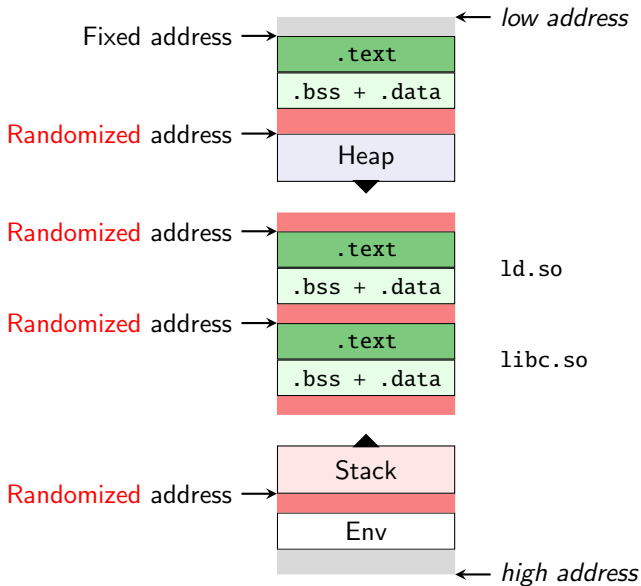 low address
Fixed address
.text
.bss + .data
Randomized address
Heap
Randomized address
.text
ld.so
.bss + .data
Randomized address
.text
libc.so
.bss + .data
Stack
Randomized address
Env
high address